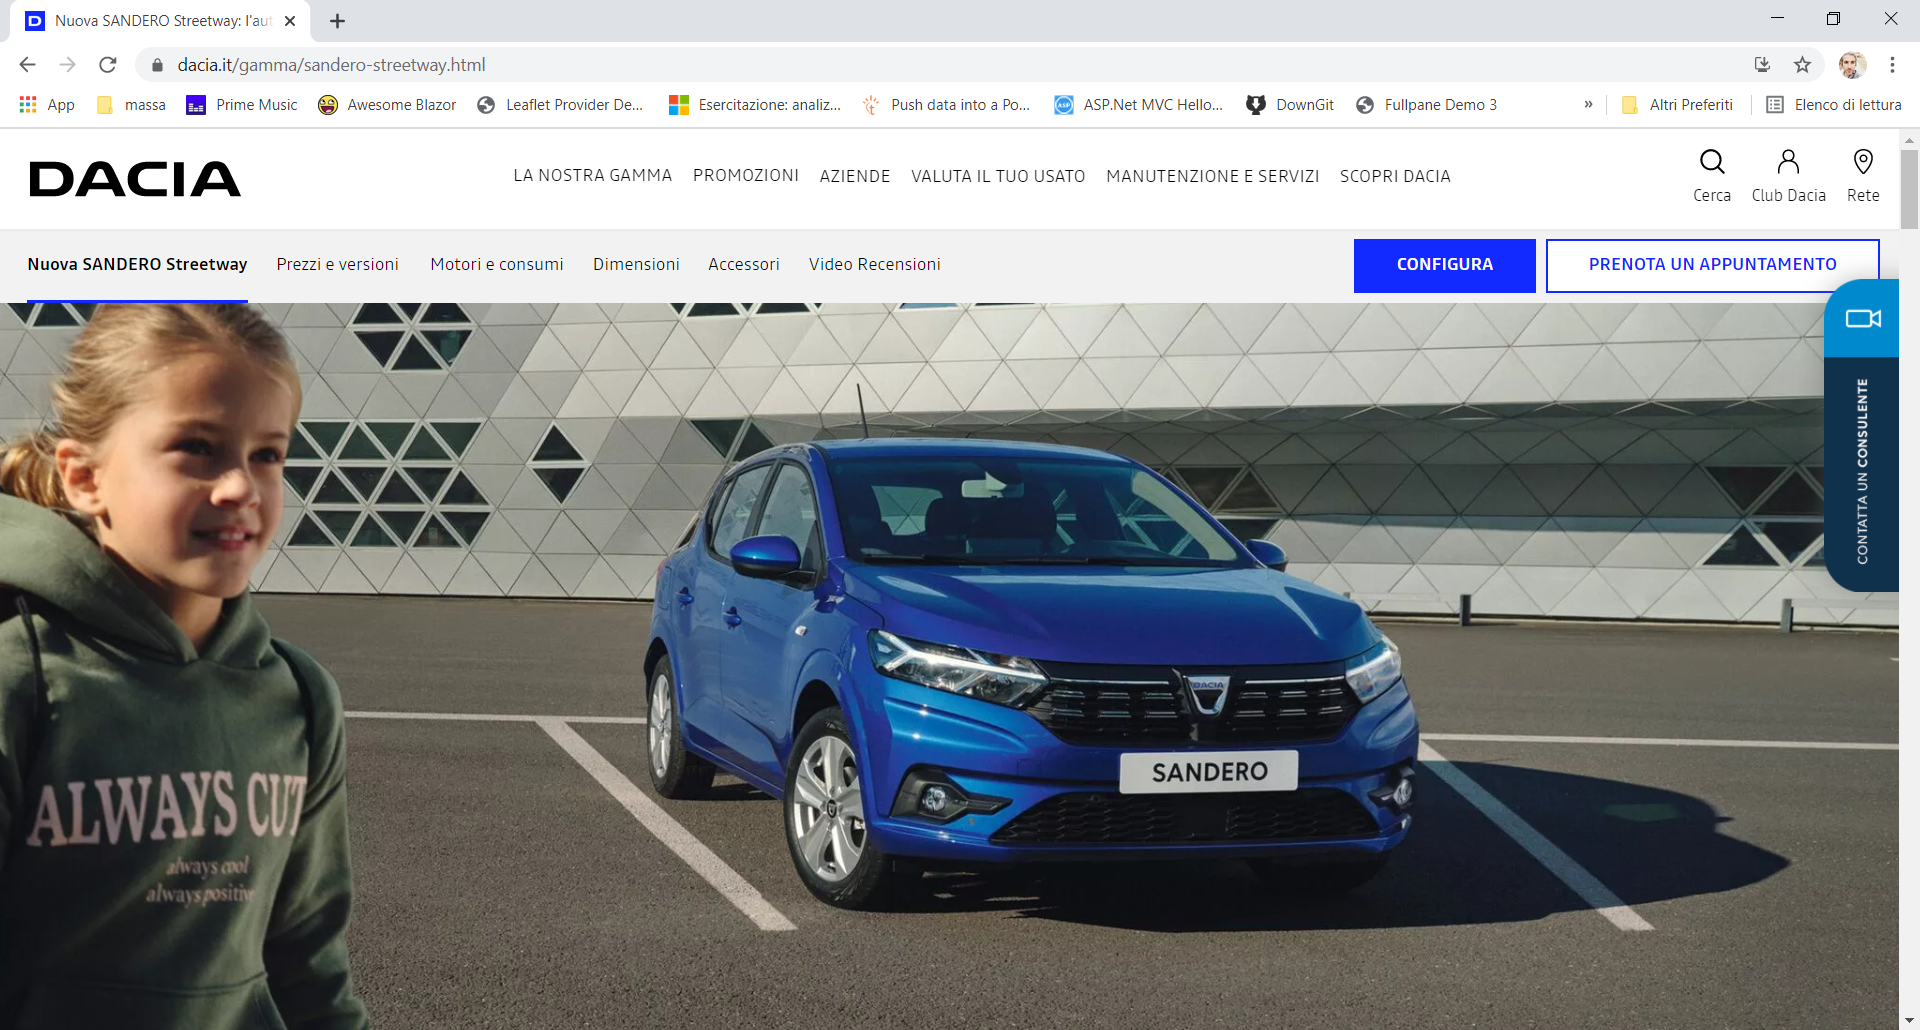 Nuova SANDERO Streetway: l'aut
dacia.it/gamma/sandero-streetway.html
App massa Prime Music Awesome Blazor Leaflet Provider De... Esercitazione: analiz... Push data into a Po... ASP.Net MVC Hello... DownGit Fullpane Demo 3 » Altri Preferiti Elenco di lettura
DACIA
LA NOSTRA GAMMA PROMOZIONI AZIENDE VALUTA IL TUO USATO MANUTENZIONE E SERVIZI SCOPRI DACIA
Cerca Club Dacia Rete
Nuova SANDERO Streetway Prezzi e versioni Motori e consumi Dimensioni Accessori Video Recensioni
CONFIGURA PRENOTA UN APPUNTAMENTO
CONTATTA UN CONSULENTE
DACIA
SANDERO
ALWAYS CUT
always cool
always positive